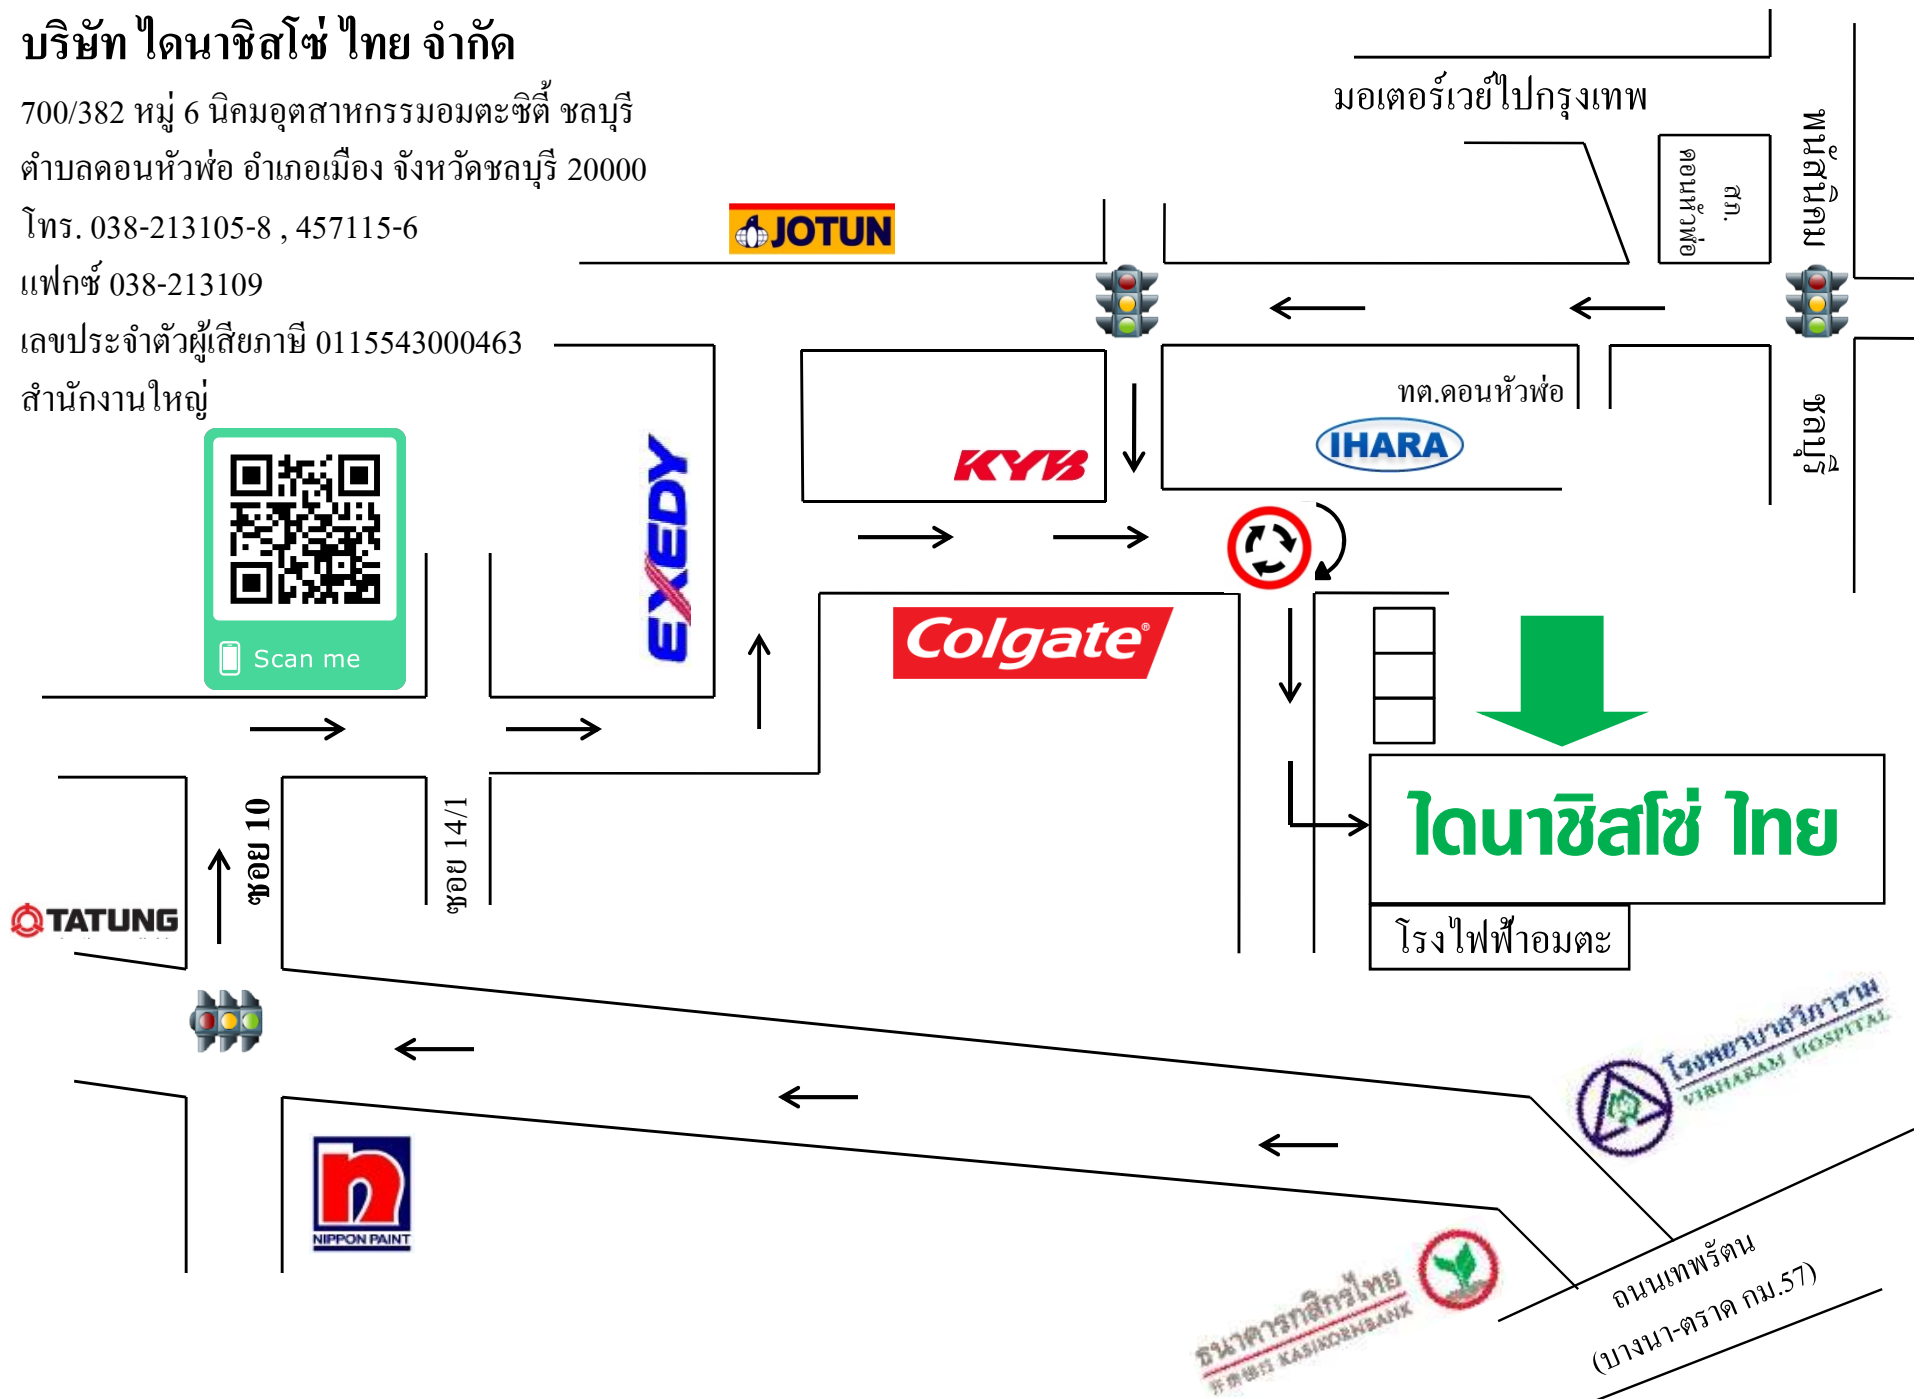 บริษัท ไดนาชิสโซ่ ไทย จำกัด
700/382 หมู่ 6 นิคมอุตสาหกรรมอมตะซิตี้ ชลบุรี
ตำบลดอนหัวฬ่อ อำเภอเมือง จังหวัดชลบุรี 20000
โทร. 038-213105-8 , 457115-6
แฟกซ์ 038-213109
เลขประจำตัวผู้เสียภาษี 0115543000463
สำนักงานใหญ่
Scan me
มอเตอร์เวย์ไปกรุงเทพ
พนัสนิคม
สภ.
ดอนหัวฬ่อ
JOTUN
ทต.ดอนหัวฬ่อ
ชลบุรี
IHARA
KYB
EXEDY
Colgate
ไดนาชิสโซ่ ไทย
โรงไฟฟ้าอมตะ
ซอย 10
ซอย 14/1
TATUNG
โรงพยาบาลวิภาราม
VIBHARAM HOSPITAL
NIPPON PAINT
ธนาคารกสิกรไทย
开泰银行 KASIKORNBANK
ถนนเทพรัตน
(บางนา-ตราด กม.57)